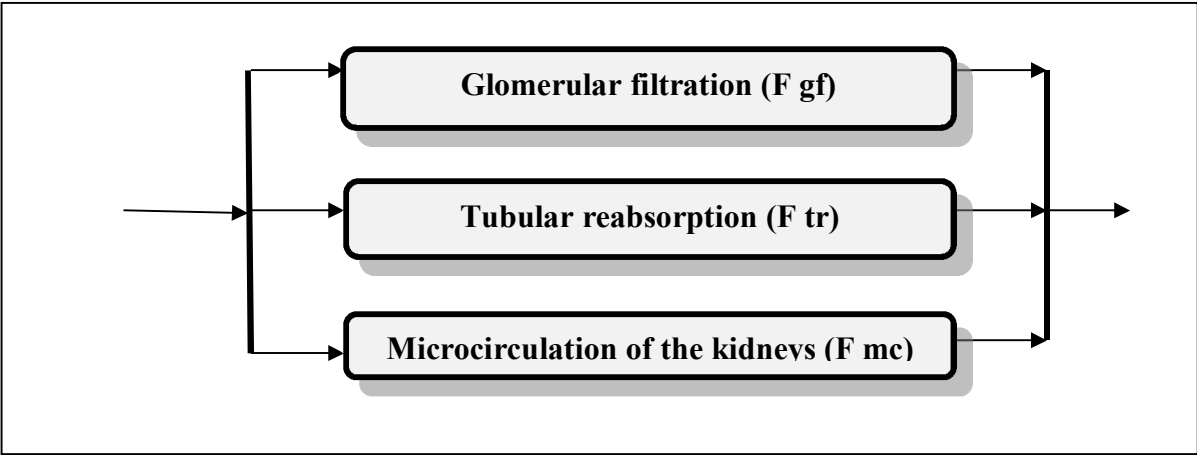 Glomerular filtration (F gf)
Tubular reabsorption (F tr)
Microcirculation of the kidneys (F mc)